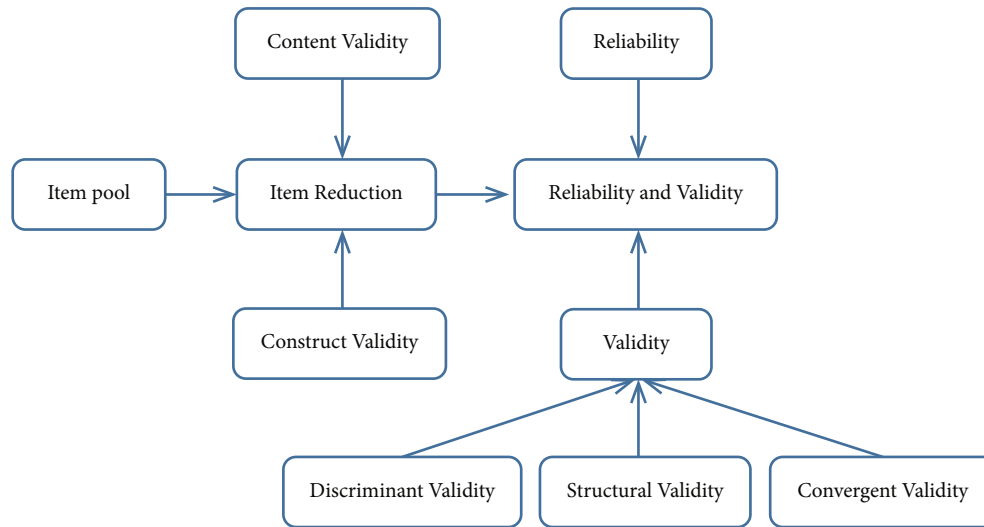 Content Validity
Reliability
Item pool
Item Reduction
Reliability and Validity
Construct Validity
Validity
Discriminant Validity
Structural Validity
Convergent Validity